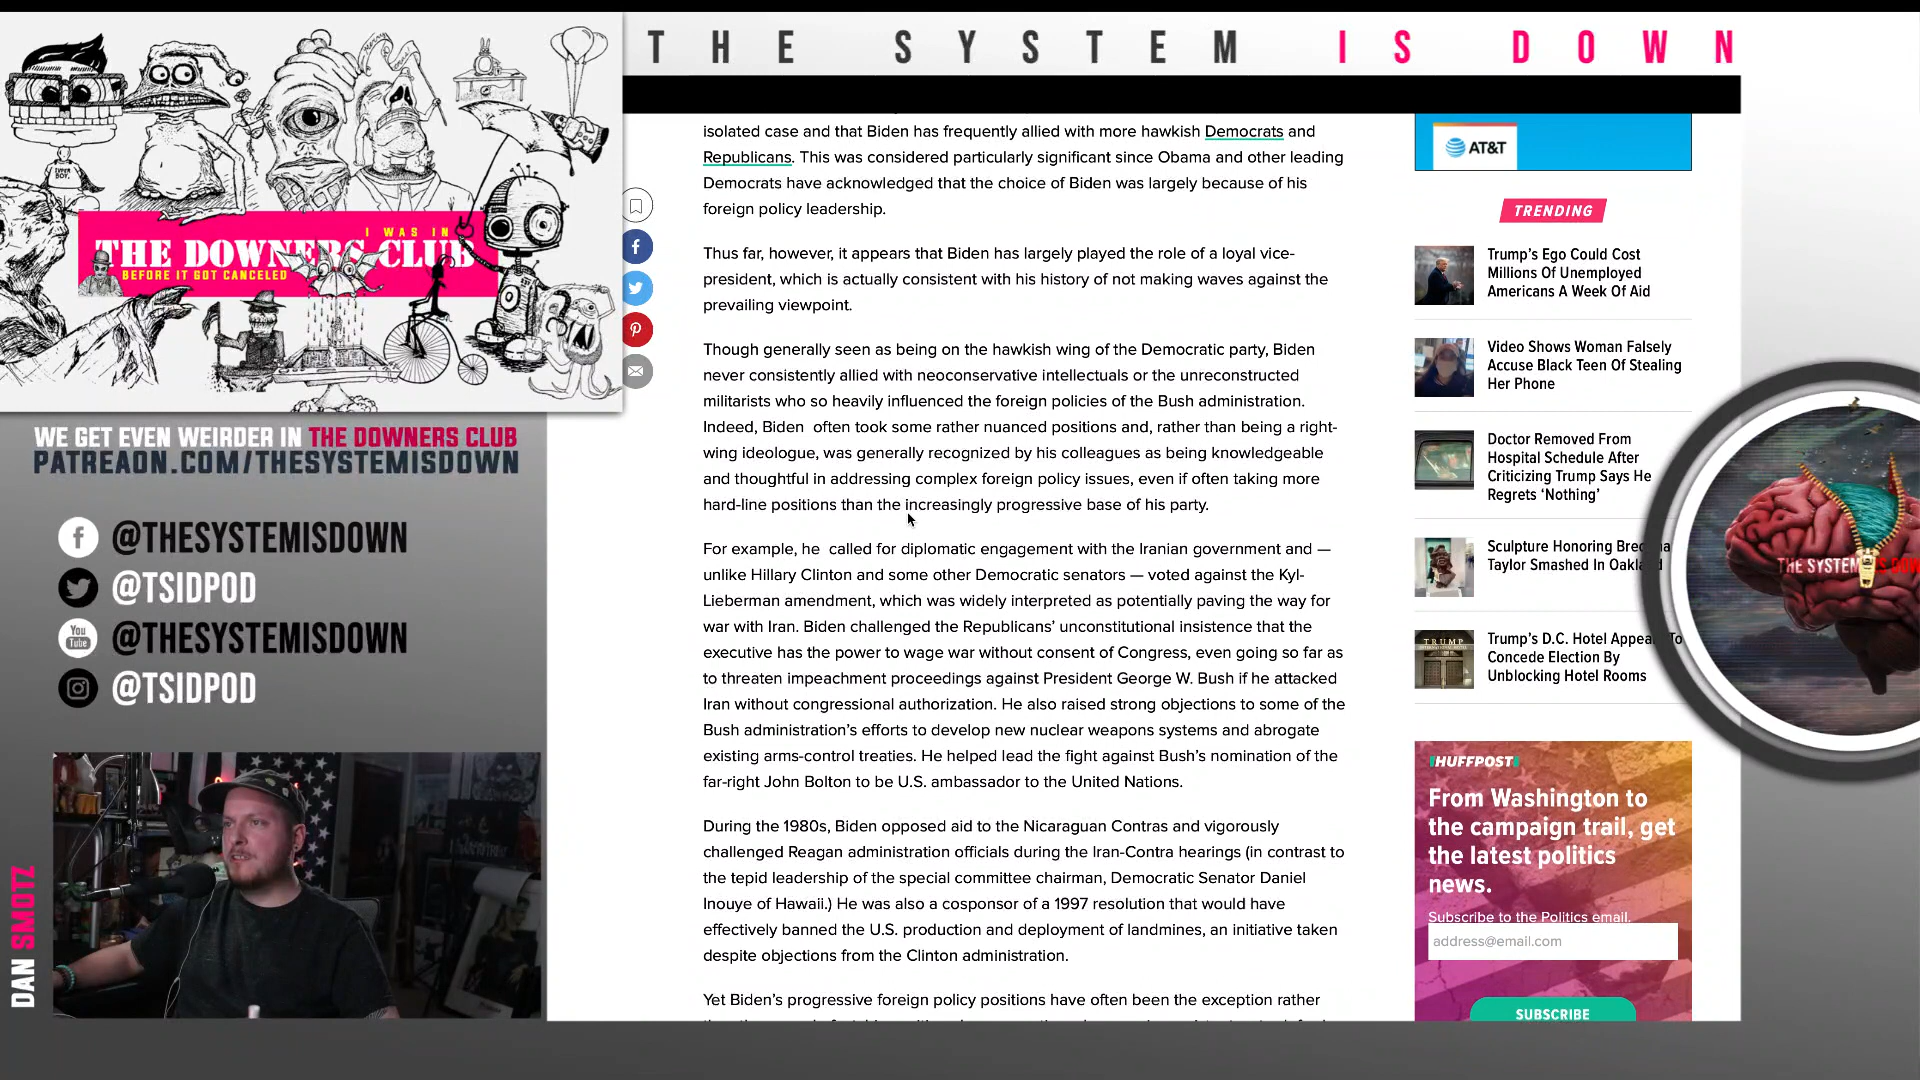 THE SYSTEM IS DOWN
I WAS IN
THE DOWNERS CLUB
BEFORE IT GOT CANCELED
WE GET EVEN WEIRDER IN THE DOWNERS CLUB
PATREON.COM/THESYSTEMISDOWN
@THESYSTEMISDOWN
@TSIDPOD
You
Tube
@THESYSTEMISDOWN
@TSIDPOD
DAN SMOTZ
isolated case and that Biden has frequently allied with more hawkish Democrats and
Republicans. This was considered particularly significant since Obama and other leading
Democrats have acknowledged that the choice of Biden was largely because of his
foreign policy leadership.
Thus far, however, it appears that Biden has largely played the role of a loyal vice-
president, which is actually consistent with his history of not making waves against the
prevailing viewpoint.
Though generally seen as being on the hawkish wing of the Democratic party, Biden
never consistently allied with neoconservative intellectuals or the unreconstructed
militarists who so heavily influenced the foreign policies of the Bush administration.
Indeed, Biden  often took some rather nuanced positions and, rather than being a right-
wing ideologue, was generally recognized by his colleagues as being knowledgeable
and thoughtful in addressing complex foreign policy issues, even if often taking more
hard-line positions than the increasingly progressive base of his party.
For example, he  called for diplomatic engagement with the Iranian government and —
unlike Hillary Clinton and some other Democratic senators — voted against the Kyl-
Lieberman amendment, which was widely interpreted as potentially paving the way for
war with Iran. Biden challenged the Republicans’ unconstitutional insistence that the
executive has the power to wage war without consent of Congress, even going so far as
to threaten impeachment proceedings against President George W. Bush if he attacked
Iran without congressional authorization. He also raised strong objections to some of the
Bush administration’s efforts to develop new nuclear weapons systems and abrogate
existing arms-control treaties. He helped lead the fight against Bush’s nomination of the
far-right John Bolton to be U.S. ambassador to the United Nations.
During the 1980s, Biden opposed aid to the Nicaraguan Contras and vigorously
challenged Reagan administration officials during the Iran-Contra hearings (in contrast to
the tepid leadership of the special committee chairman, Democratic Senator Daniel
Inouye of Hawaii.) He was also a cosponsor of a 1997 resolution that would have
effectively banned the U.S. production and deployment of landmines, an initiative taken
despite objections from the Clinton administration.
Yet Biden’s progressive foreign policy positions have often been the exception rather
AT&T
TRENDING
Trump’s Ego Could Cost
Millions Of Unemployed
Americans A Week Of Aid
Video Shows Woman Falsely
Accuse Black Teen Of Stealing
Her Phone
Doctor Removed From
Hospital Schedule After
Criticizing Trump Says He
Regrets ‘Nothing’
Sculpture Honoring
Taylor Smashed In
TRUMP
Trump’s D.C. Hotel To
Concede Election By
Unblocking Hotel Rooms
HUFFPOST
From Washington to
the campaign trail, get
the latest politics
news.
Subscribe to the Politics email.
address@email.com
SUBSCRIBE
THE SYSTEM IS